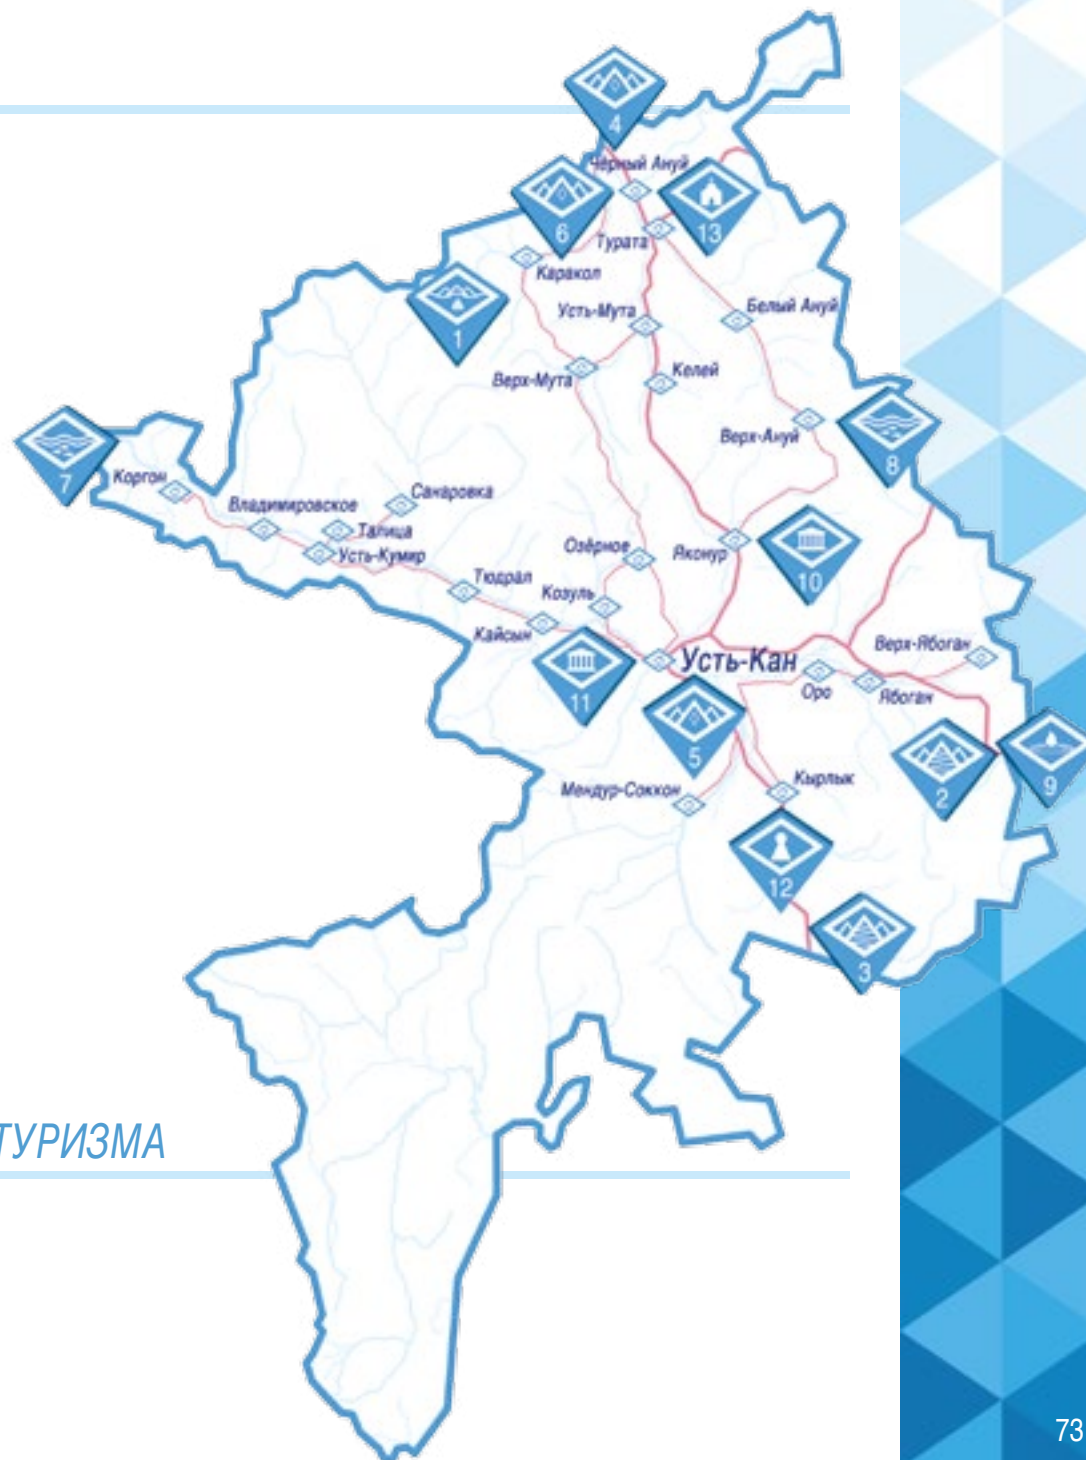 4
Чёрный Ануй
6
13
Турата
Каракол
1
Усть-Мута
Белый Ануй
Верх-Мута
Келей
Верх-Ануй
8
7
Коргон
Владимировское
Санаровка
Талица
Усть-Кумир
Озёрное
Яконур
10
Тюдрал
Козуль
Кайсын
11
Усть-Кан
Верх-Ябоган
Оро
Ябоган
5
2
9
Мендур-Соккон
Кырлык
12
3
ТУРИЗМА
73